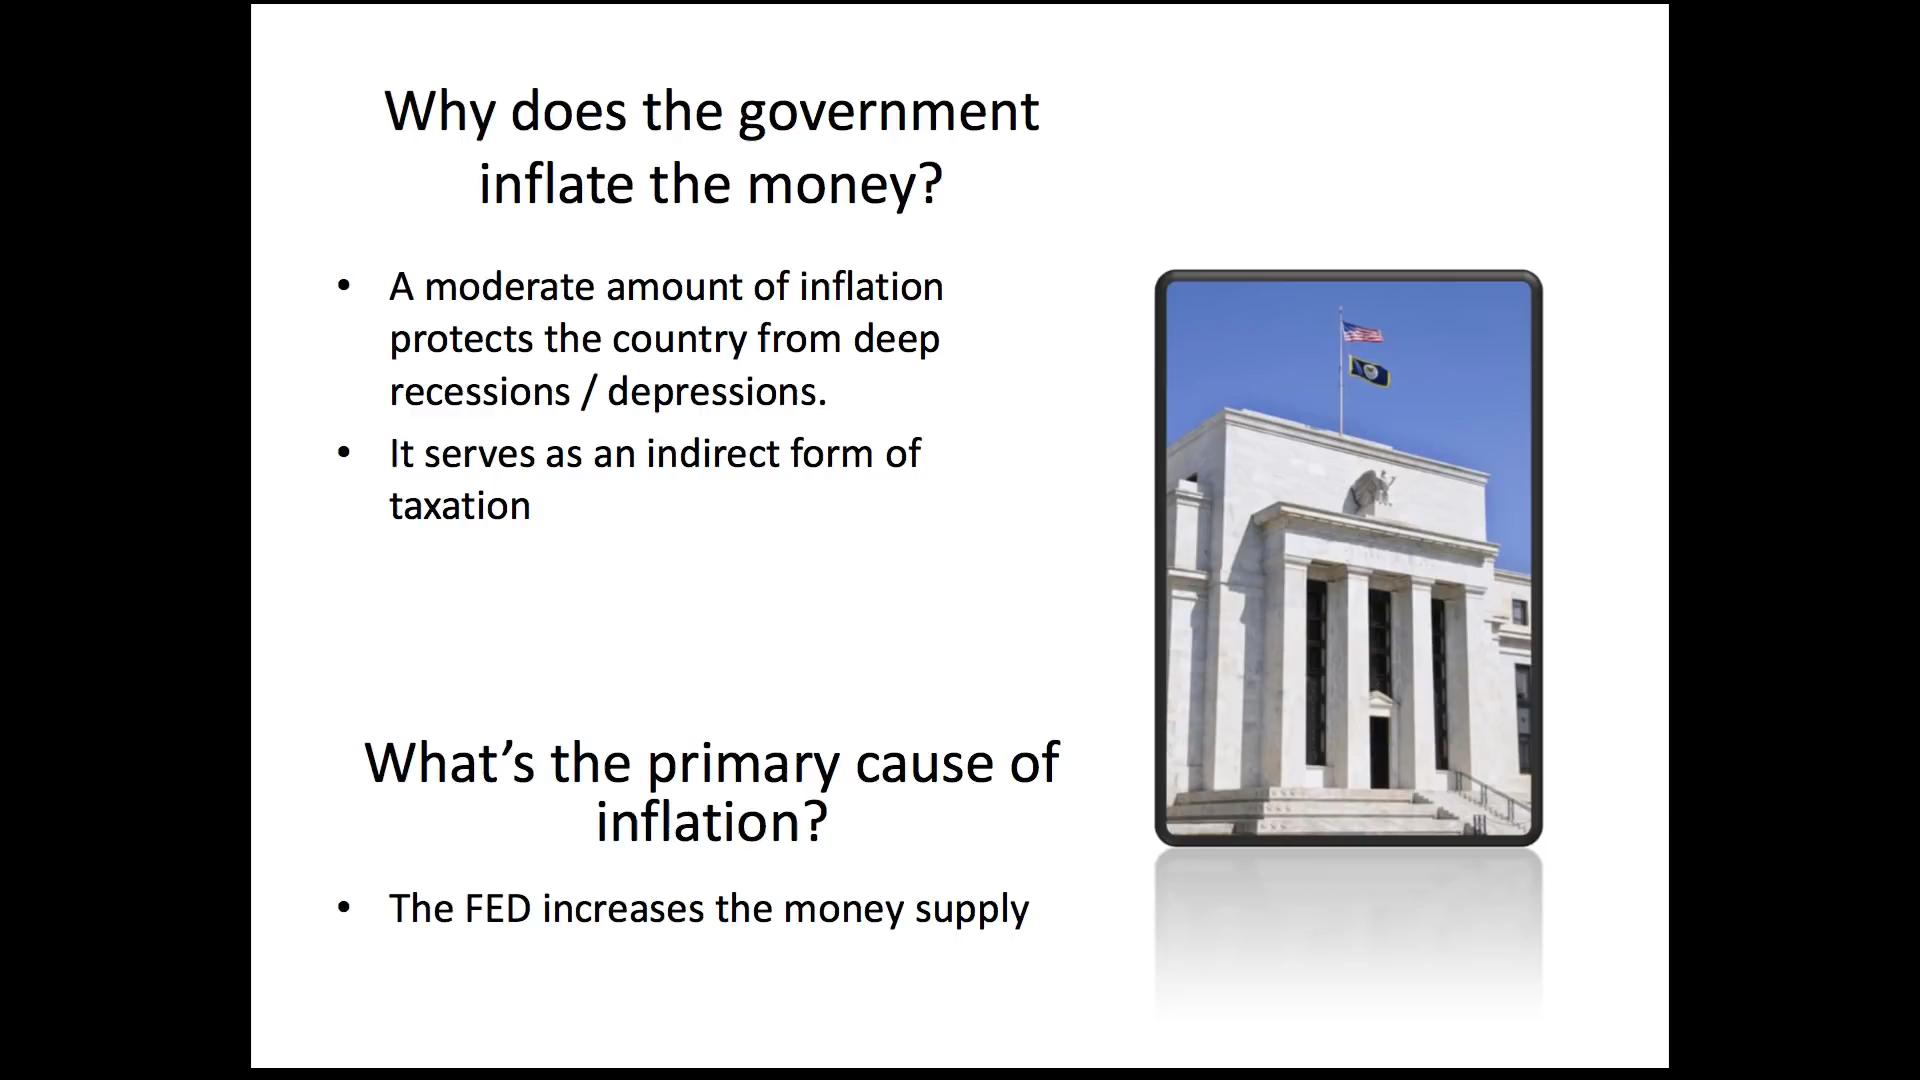 Why does the government
inflate the money?
• A moderate amount of inflation
protects the country from deep
recessions / depressions.
• It serves as an indirect form of
taxation
What’s the primary cause of
inflation?
• The FED increases the money supply